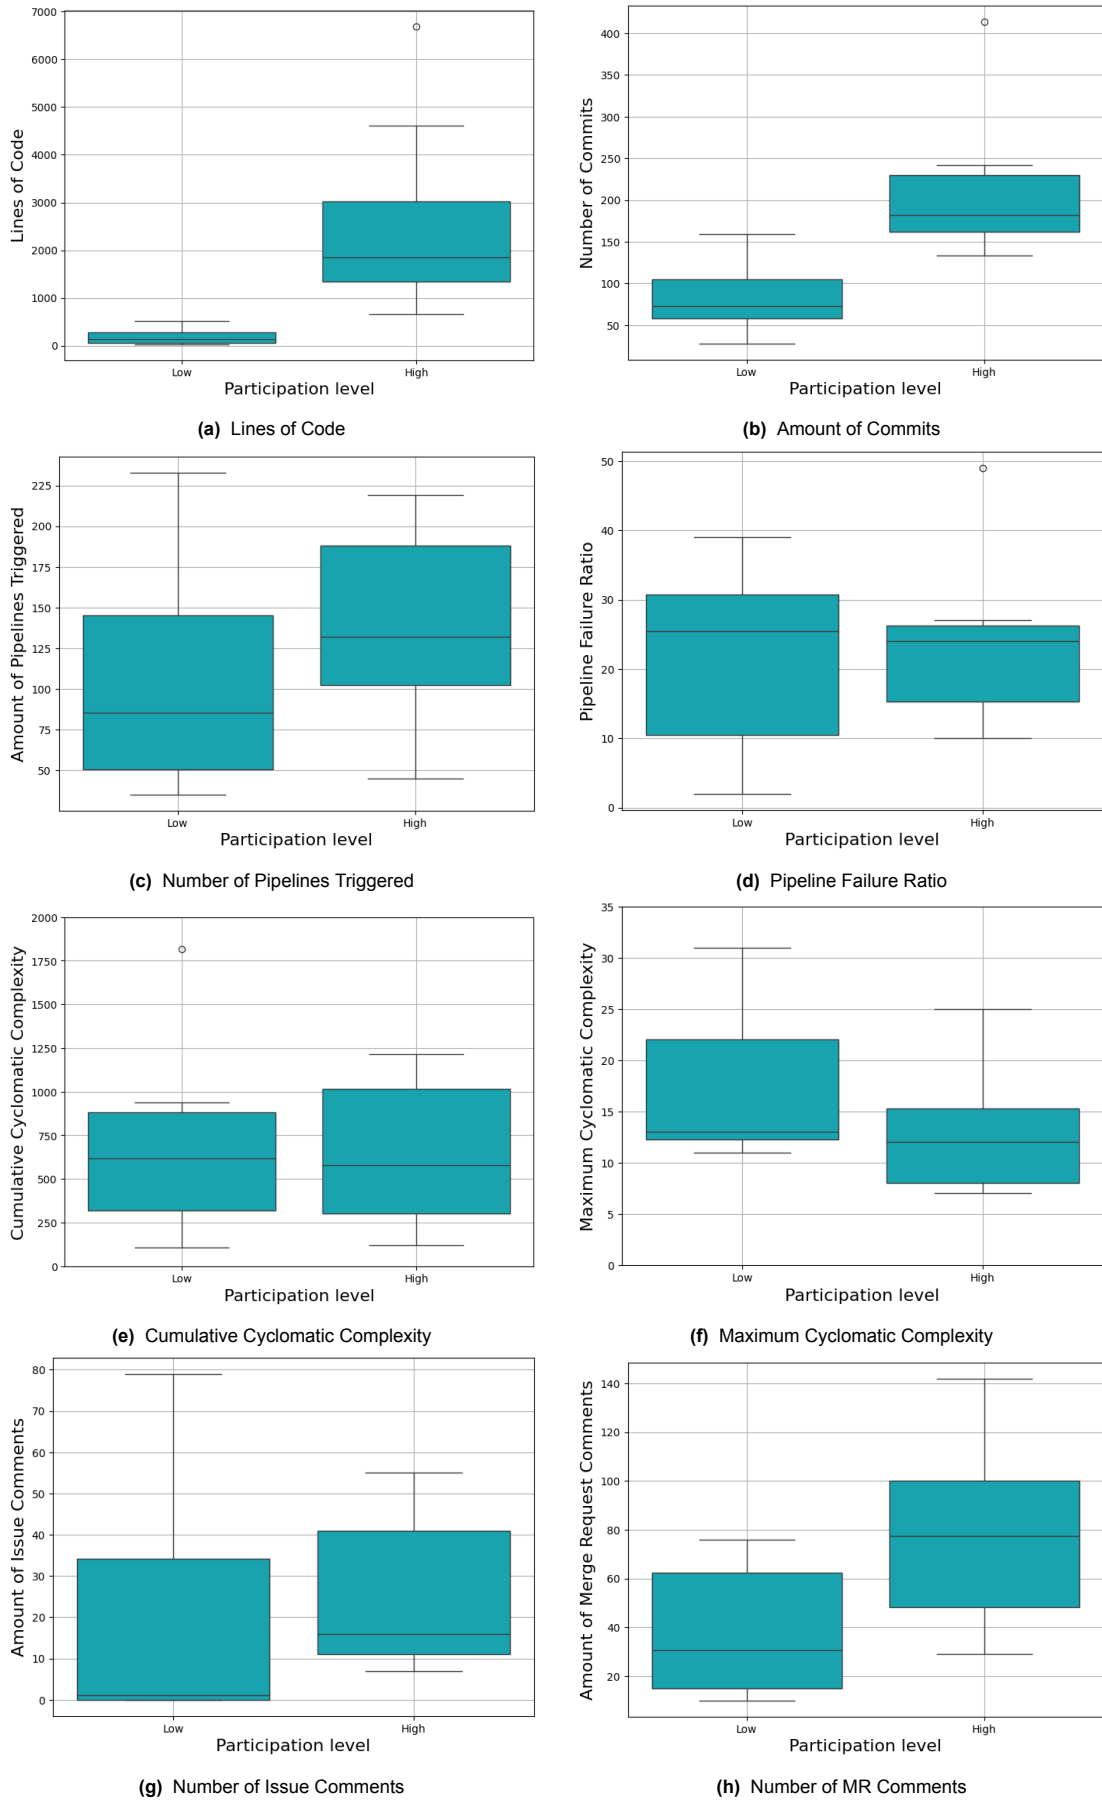 7000
6000
5000
4000
3000
2000
1000
0
Lines of Code
Low
High
Participation level
(a) Lines of Code
400
350
300
250
200
150
100
50
Number of Commits
Low
High
Participation level
(b) Amount of Commits
225
200
175
150
125
100
75
50
Amount of Pipelines Triggered
Low
High
Participation level
(c) Number of Pipelines Triggered
50
40
30
20
10
0
Pipeline Failure Ratio
Low
High
Participation level
(d) Pipeline Failure Ratio
2000
1750
1500
1250
1000
750
500
250
0
Cumulative Cyclomatic Complexity
Low
High
Participation level
(e) Cumulative Cyclomatic Complexity
35
30
25
20
15
10
5
0
Maximum Cyclomatic Complexity
Low
High
Participation level
(f) Maximum Cyclomatic Complexity
80
70
60
50
40
30
20
10
0
Amount of Issue Comments
Low
High
Participation level
(g) Number of Issue Comments
140
120
100
80
60
40
20
Amount of Merge Request Comments
Low
High
Participation level
(h) Number of MR Comments